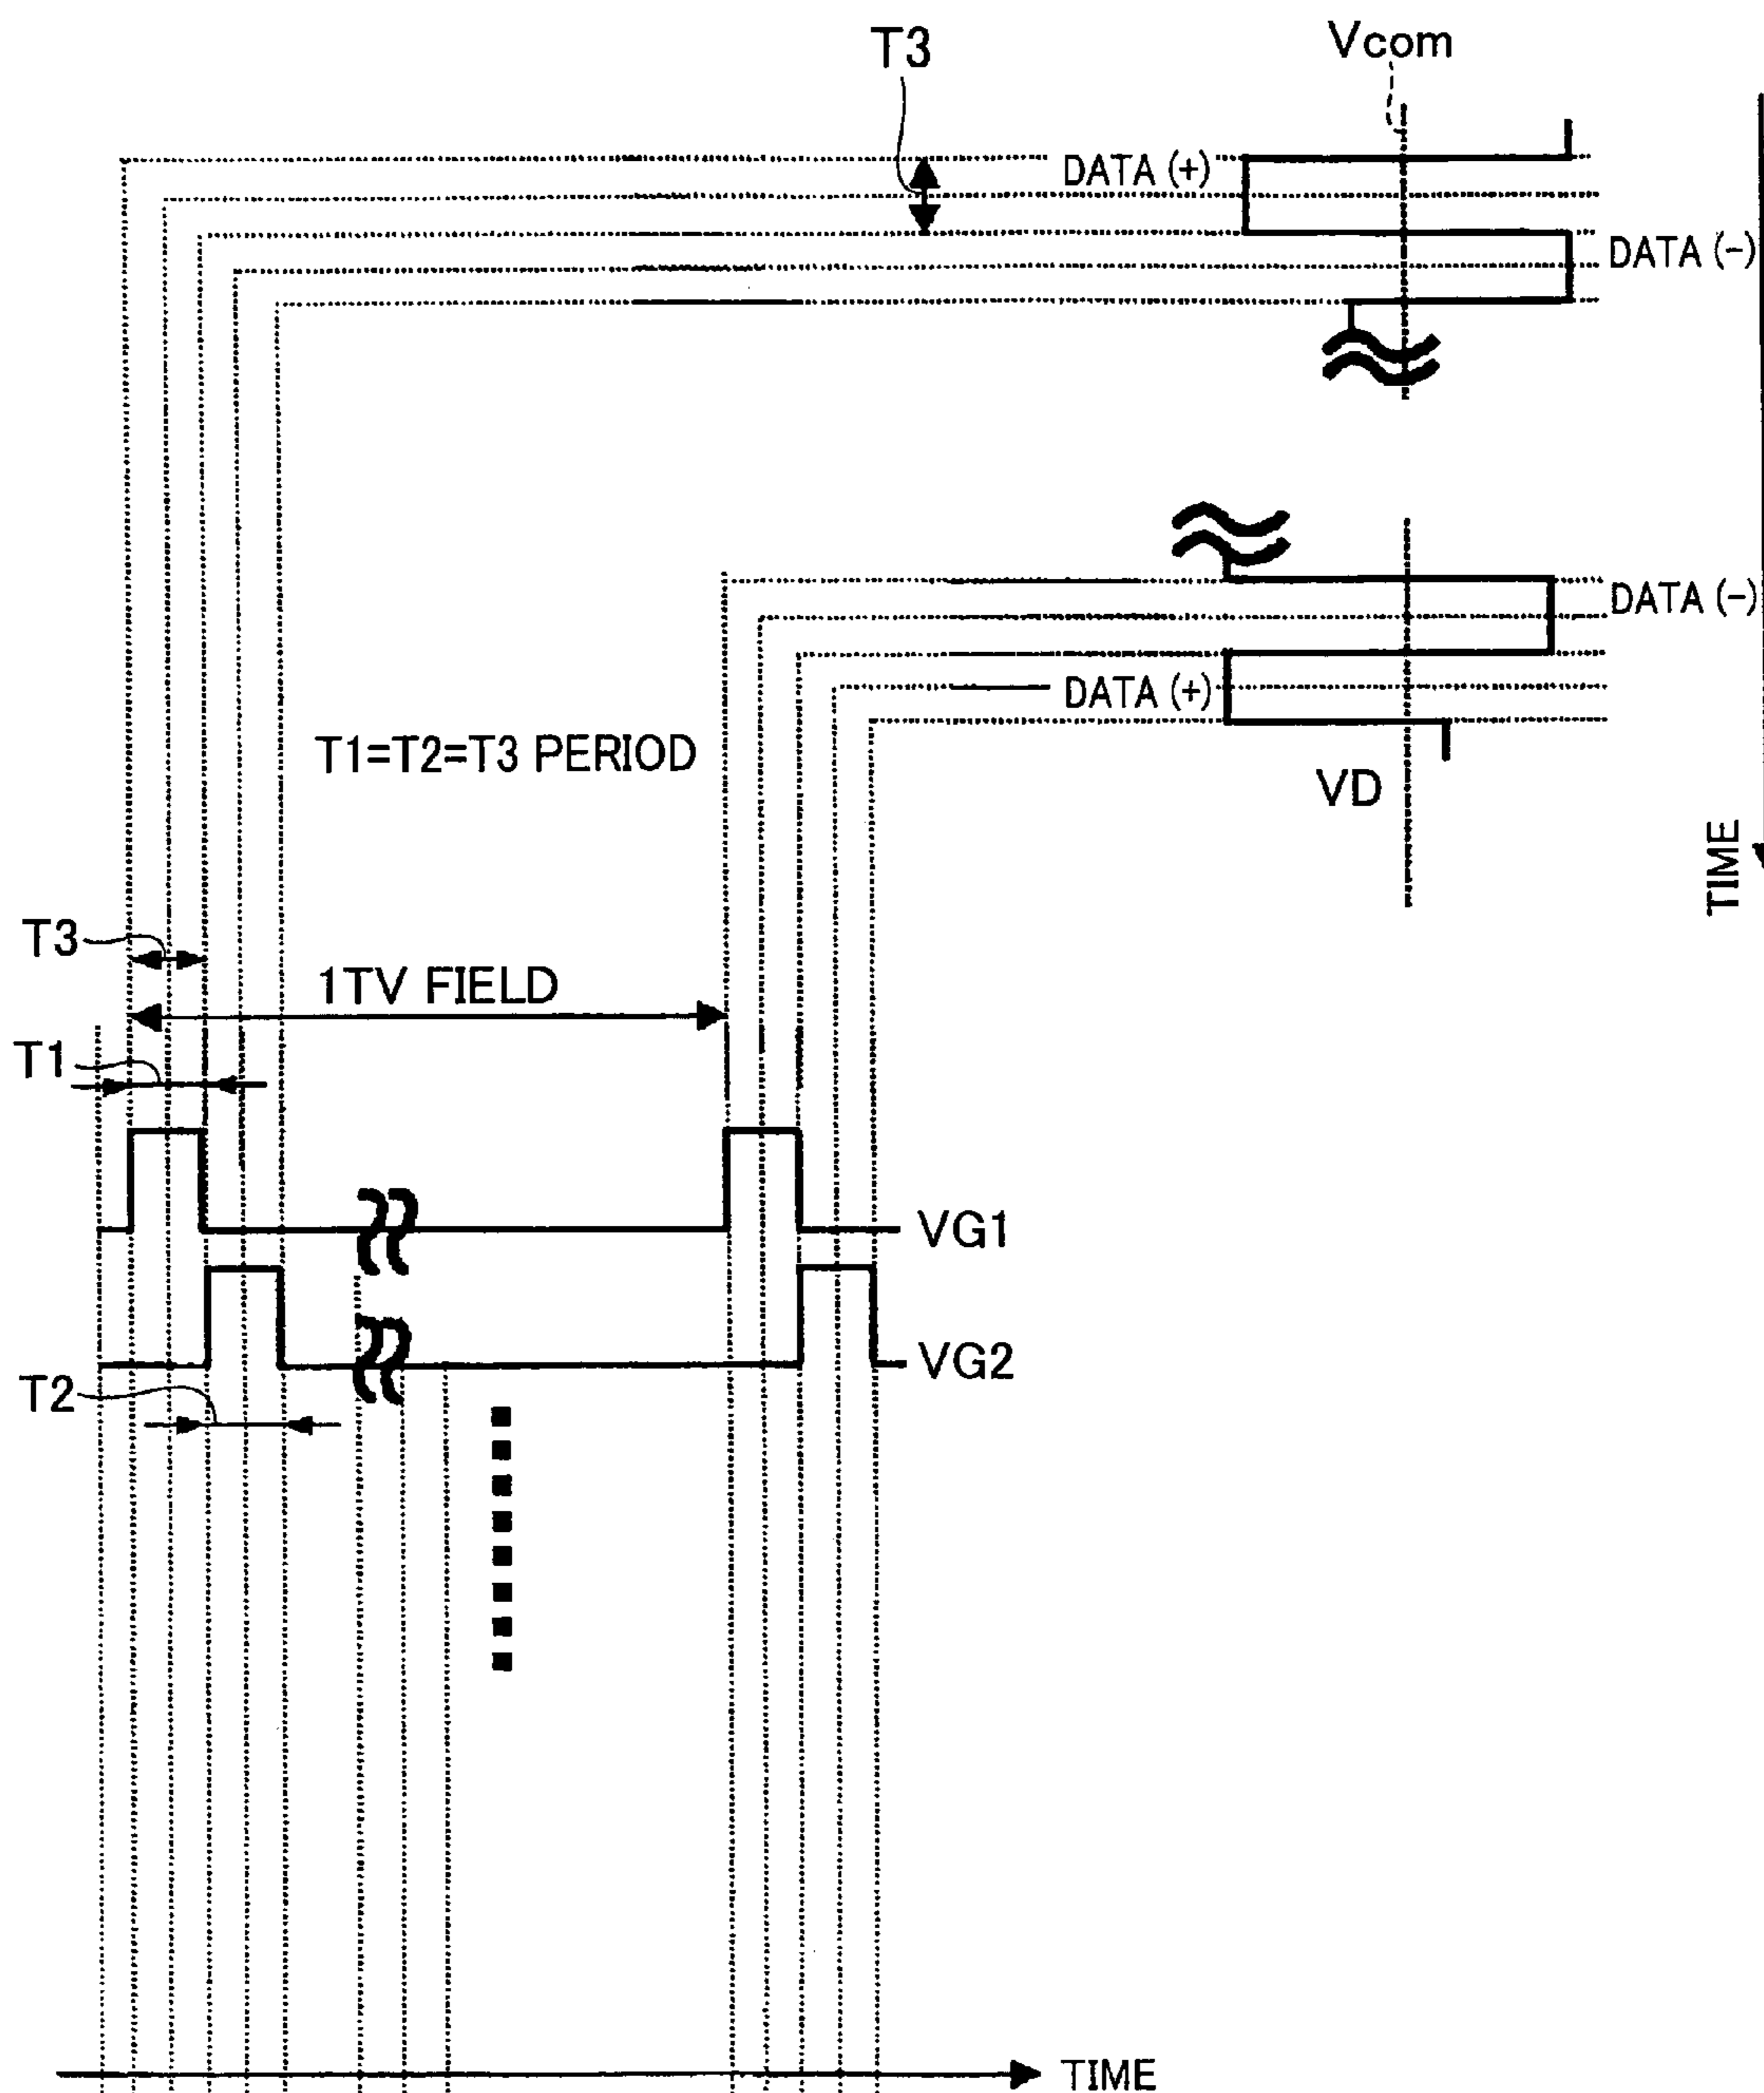 T3
Vcom
DATA (+)
DATA (-)
DATA (-)
DATA (+)
T1=T2=T3 PERIOD
VD
TIME
T3
1TV FIELD
T1
VG1
VG2
T2
TIME